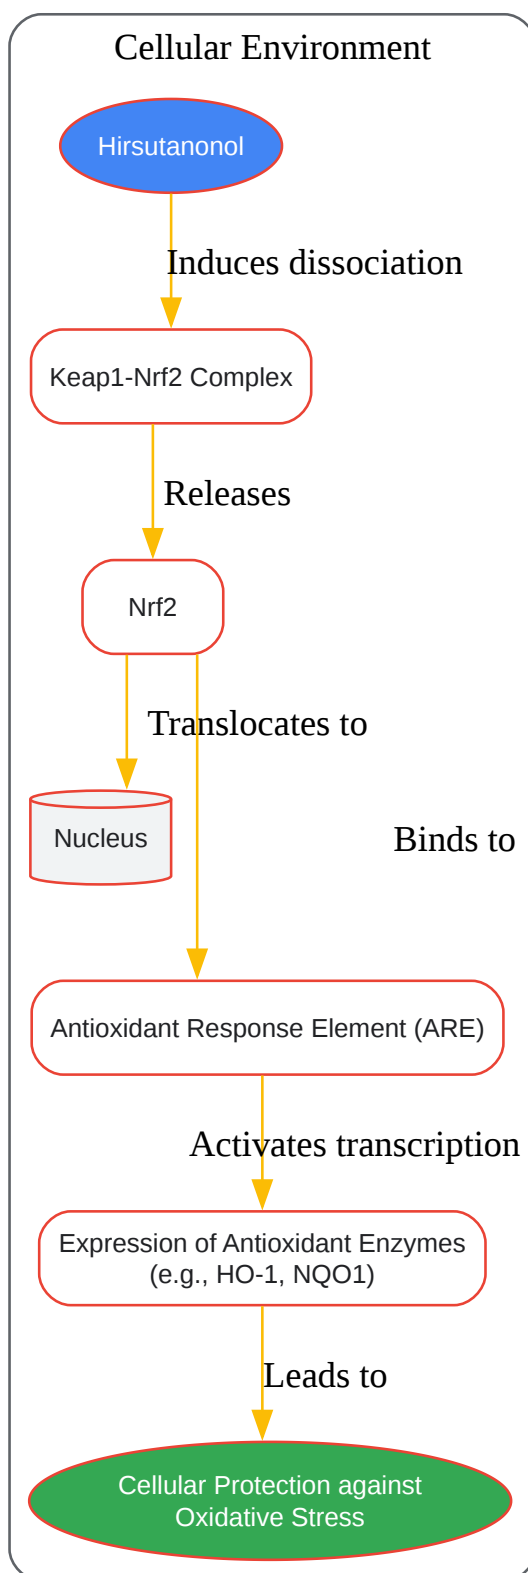 Cellular Environment
Hirsutanonol
Induces dissociation
Keap1-Nrf2 Complex
Releases
Nrf2
Translocates to
Nucleus
Binds to
Antioxidant Response Element (ARE)
Activates transcription
Expression of Antioxidant Enzymes
(e.g., HO-1, NQO1)
Leads to
Cellular Protection against
Oxidative Stress